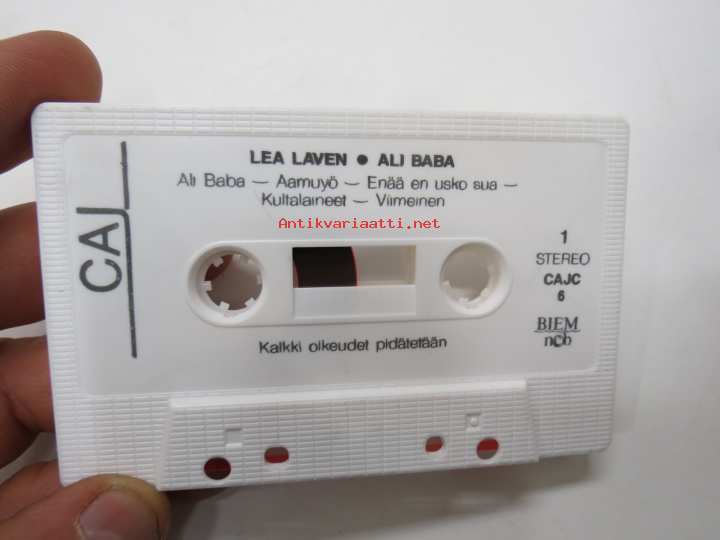 LEA LAVEN ● ALI BABA
Ali Baba — Aamuyö — Enää en usko sua —
Kultalaineet — Viimeinen
Antikvariaatti.net
CAJ
1
STEREO
CAJC
6
BIEM
ncb
Kaikki oikeudet pidätetään